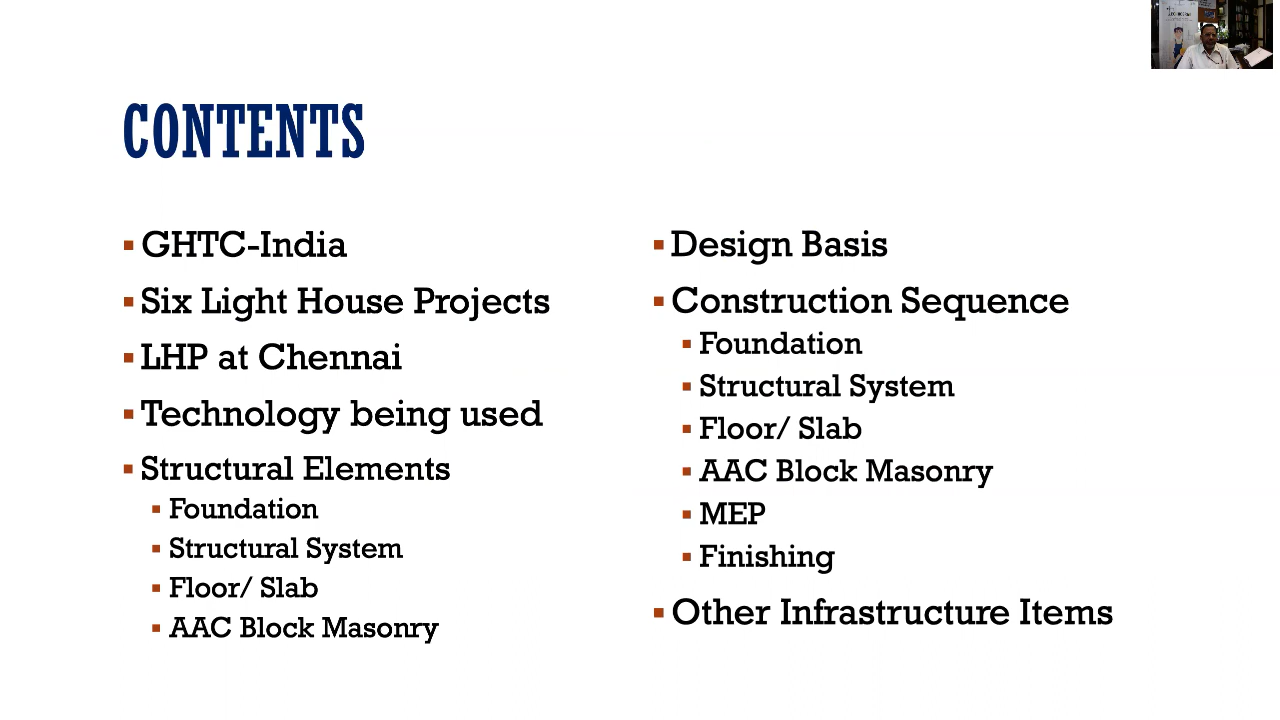 CONTENTS
GHTC-India
Six Light House Projects
LHP at Chennai
Technology being used
Structural Elements
Foundation
Structural System
Floor/ Slab
AAC Block Masonry
Design Basis
Construction Sequence
Foundation
Structural System
Floor/ Slab
AAC Block Masonry
MEP
Finishing
Other Infrastructure Items